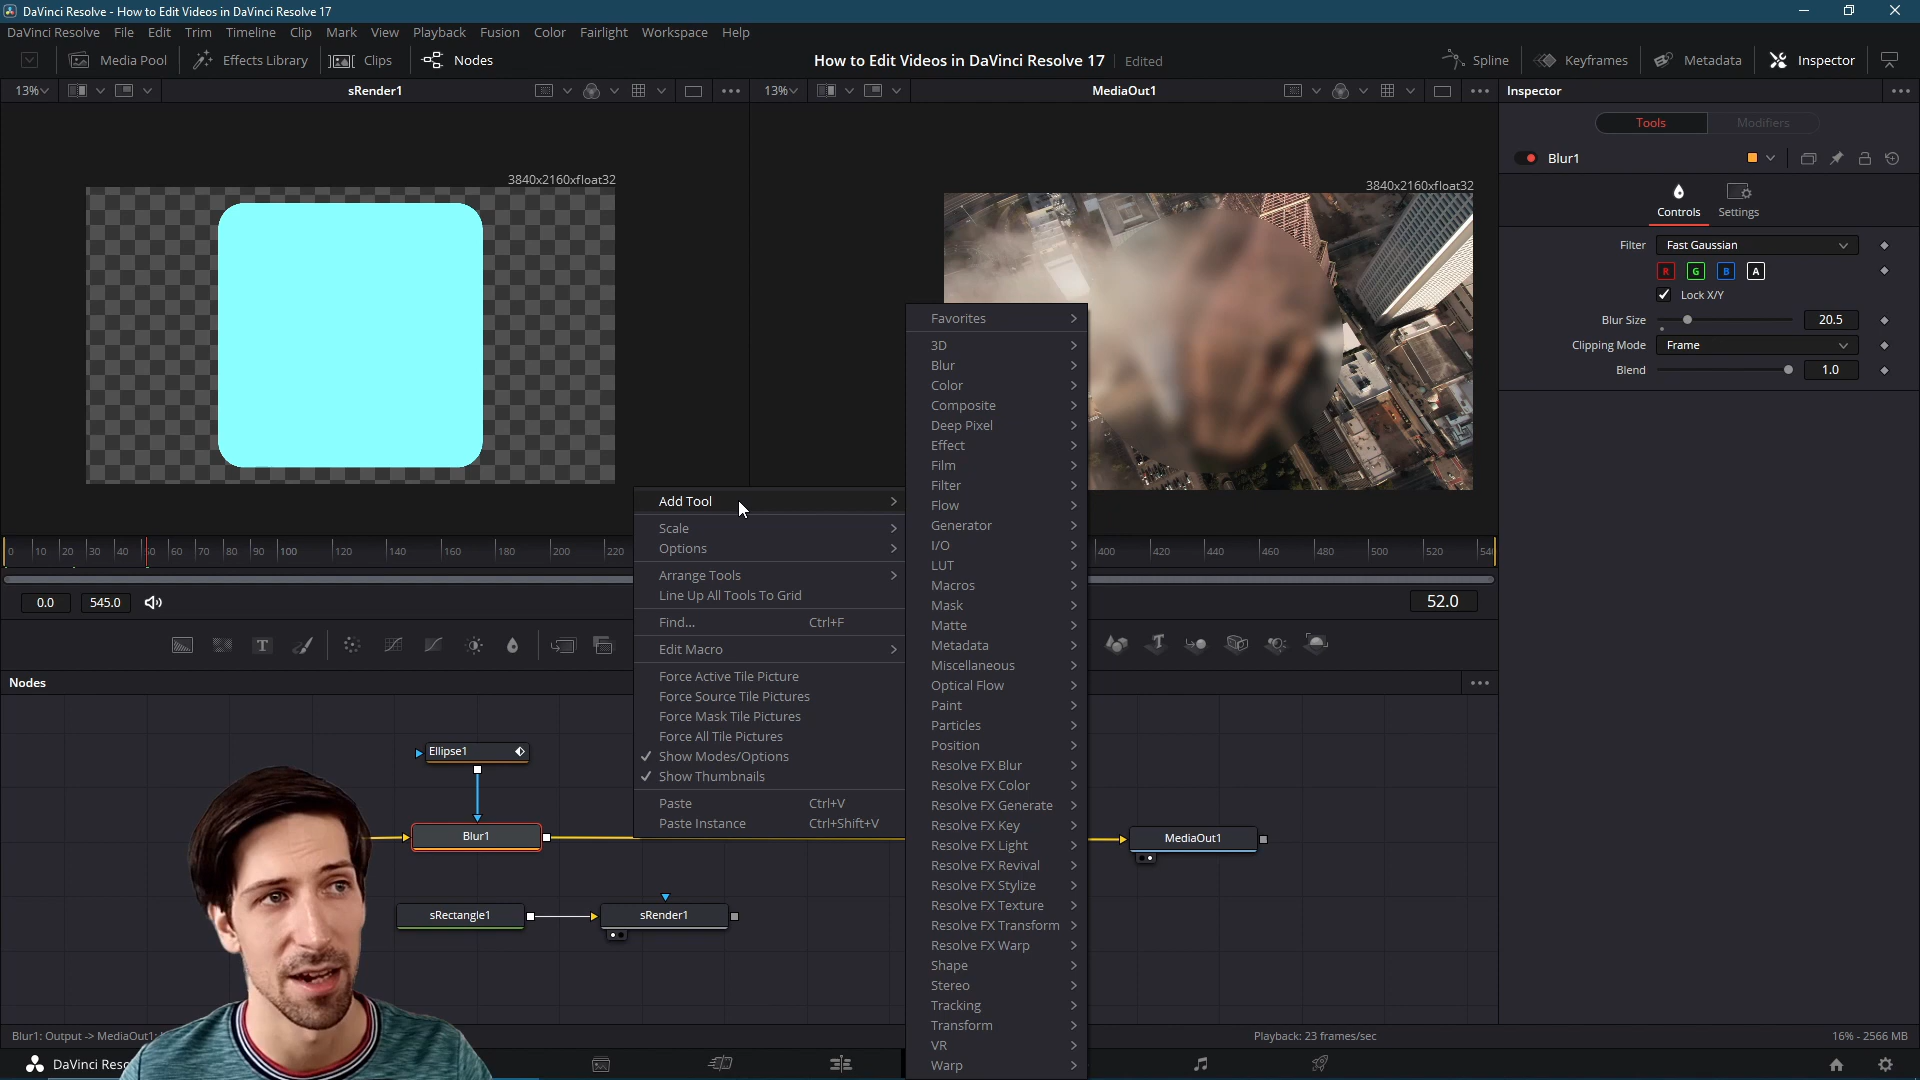 DaVinci Resolve - How to Edit Videos in DaVinci Resolve 17
DaVinci Resolve File Edit Trim Timeline Clip Mark View Playback Fusion Color Fairlight Workspace Help
Media Pool Effects Library Clips Nodes How to Edit Videos in DaVinci Resolve 17 Edited Spline Keyframes Metadata Inspector
13% sRender1 13% MediaOut1 Inspector
Tools Modifiers
Blur1
3840x2160xfloat32 3840x2160xfloat32
Controls Settings
Filter Fast Gaussian
R G B A
Lock X/Y
Blur Size 20.5
Clipping Mode Frame
Blend 1.0
Favorites
3D
Blur
Color
Composite
Deep Pixel
Effect
Film
Filter
Flow
Generator
I/O
LUT
Macros
Mask
Matte
Metadata
Miscellaneous
Optical Flow
Paint
Particles
Position
Resolve FX Blur
Resolve FX Color
Resolve FX Generate
Resolve FX Key
Resolve FX Light
Resolve FX Revival
Resolve FX Stylize
Resolve FX Texture
Resolve FX Transform
Resolve FX Warp
Shape
Stereo
Tracking
Transform
VR
Warp
Add Tool
Scale
Options
Arrange Tools
Line Up All Tools To Grid
Find... Ctrl+F
Edit Macro
Force Active Tile Picture
Force Source Tile Pictures
Force Mask Tile Pictures
Force All Tile Pictures
Show Modes/Options
Show Thumbnails
Paste Ctrl+V
Paste Instance Ctrl+Shift+V
0 10 20 30 40 50 60 70 80 90 100 120 140 160 180 200 220 400 420 440 460 480 500 520
0.0 545.0 52.0
T
Nodes
Ellipse1
Blur1 MediaOut1
sRectangle1 sRender1
Blur1: Output -> MediaOut1: Playback: 23 frames/sec 16% - 2566 MB
DaVinci